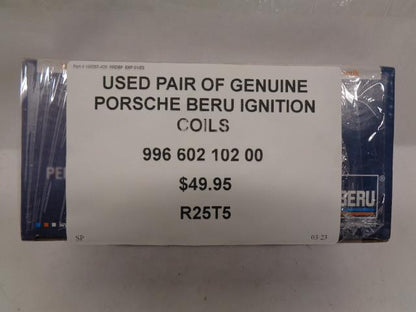 USED PAIR OF GENUINE
PORSCHE BERU IGNITION
COILS
996 602 102 00
$49.95
R25T5
SP
03 23
PE
BERU
®